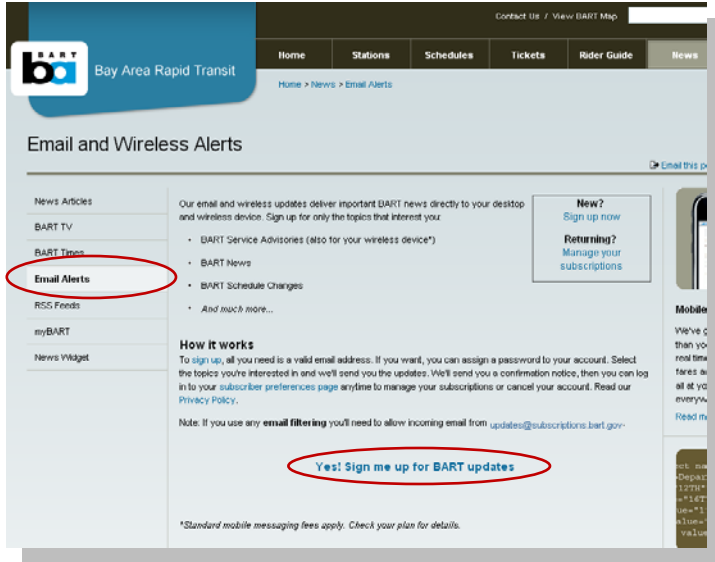 Contact Us / View BART Map
BART
ba
Bay Area Rapid Transit
Home Stations Schedules Tickets Rider Guide News
Home > News > Email Alerts
Email and Wireless Alerts
Email this
News Articles
BART TV
BART Times
Email Alerts
RSS Feeds
myBART
News Widget
Our email and wireless updates deliver important BART news directly to your desktop
and wireless device. Sign up for only the topics that interest you:
• BART Service Advisories (also for your wireless device*)
• BART News
• BART Schedule Changes
• And much more...
New?
Sign up now
Returning?
Manage your
subscriptions
How it works
To sign up, all you need is a valid email address. If you want, you can assign a password to your account. Select
the topics you're interested in and we'll send you the updates. We'll send you a confirmation notice, then you can log
in to your subscriber preferences page anytime to manage your subscriptions or cancel your account. Read our
Privacy Policy.
Note: If you use any email filtering you'll need to allow incoming email from updates@subscriptions.bart.gov.
Yes! Sign me up for BART updates
*Standard mobile messaging fees apply. Check your plan for details.
Mobile
We've
than
real time
fares
all at
Read